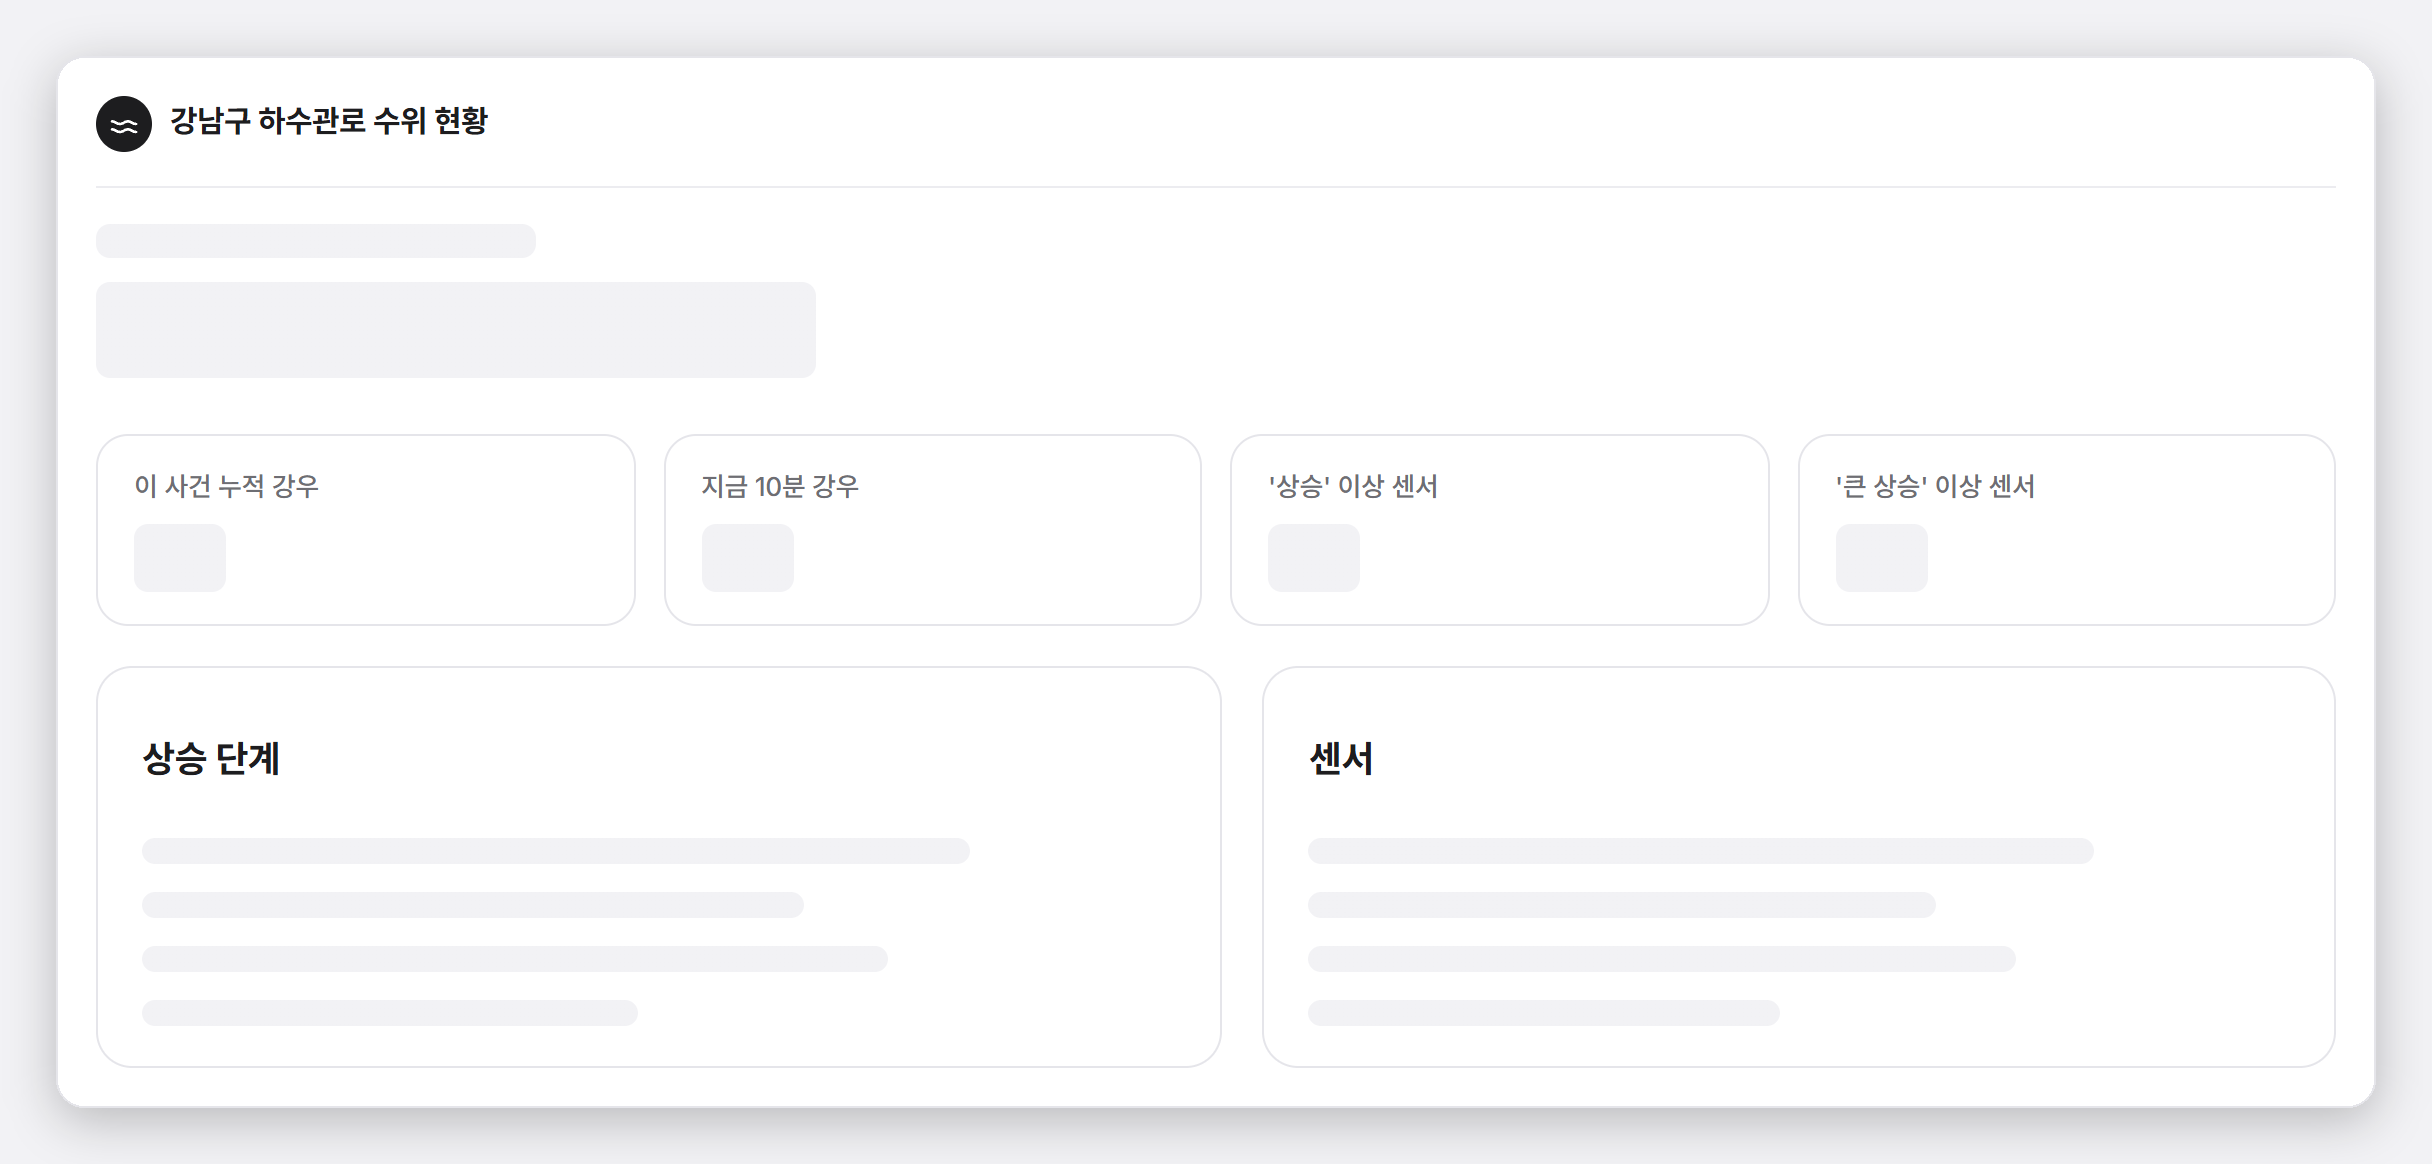 강남구 하수관로 수위 현황
이 사건 누적 강우
지금 10분 강우
'상승' 이상 센서
'큰 상승' 이상 센서
상승 단계
센서